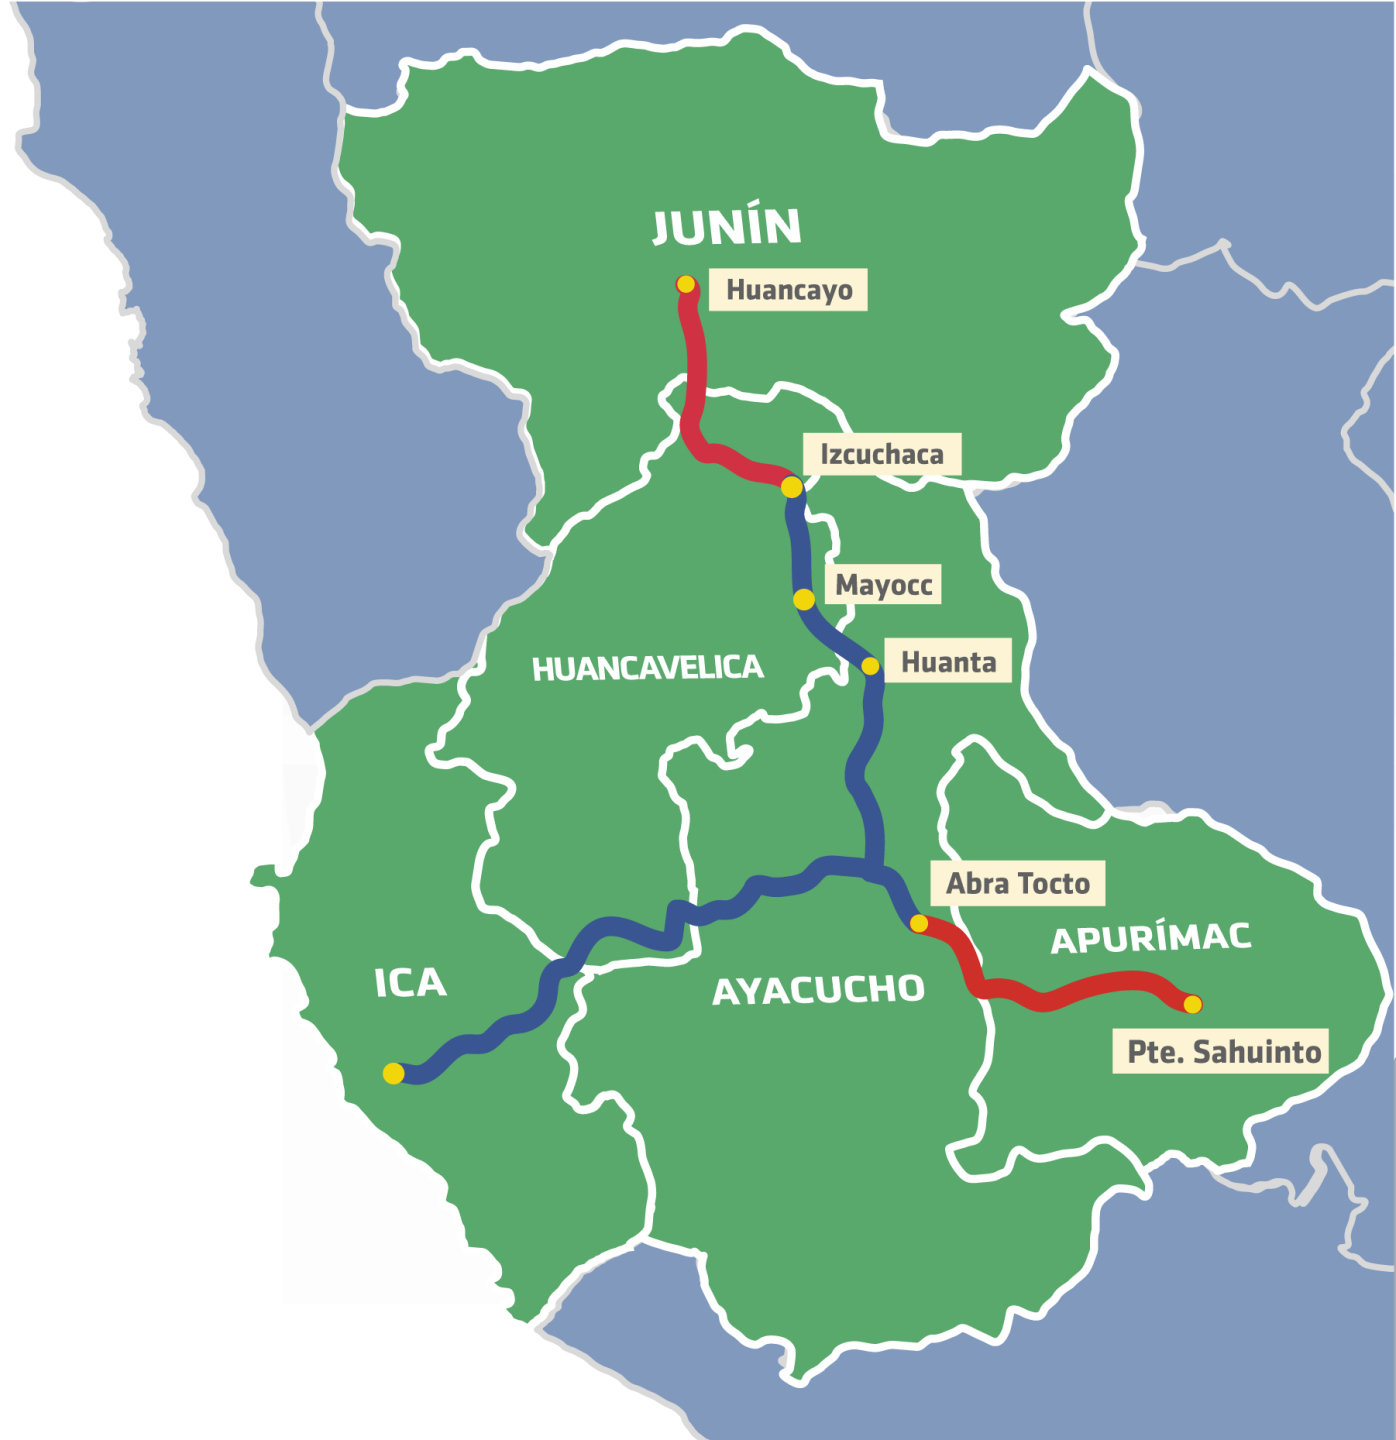 JUNÍN
Huancayo
Izcuchaca
Mayocc
Huanta
HUANCAVELICA
Abra Tocto
APURÍMAC
ICA
AYACUCHO
Pte. Sahuinto